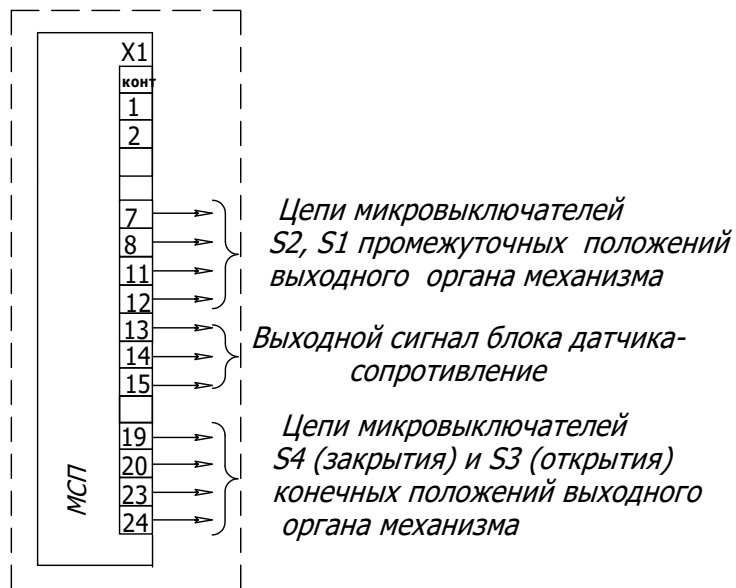 X1
конт
1
2
7
8
11
12
13
14
15
19
20
23
24
МСП
Цепи микровыключателей
S2, S1 промежуточных положений
выходного органа механизма
Выходной сигнал блока датчика-
сопротивление
Цепи микровыключателей
S4 (закрытия) и S3 (открытия)
конечных положений выходного
органа механизма